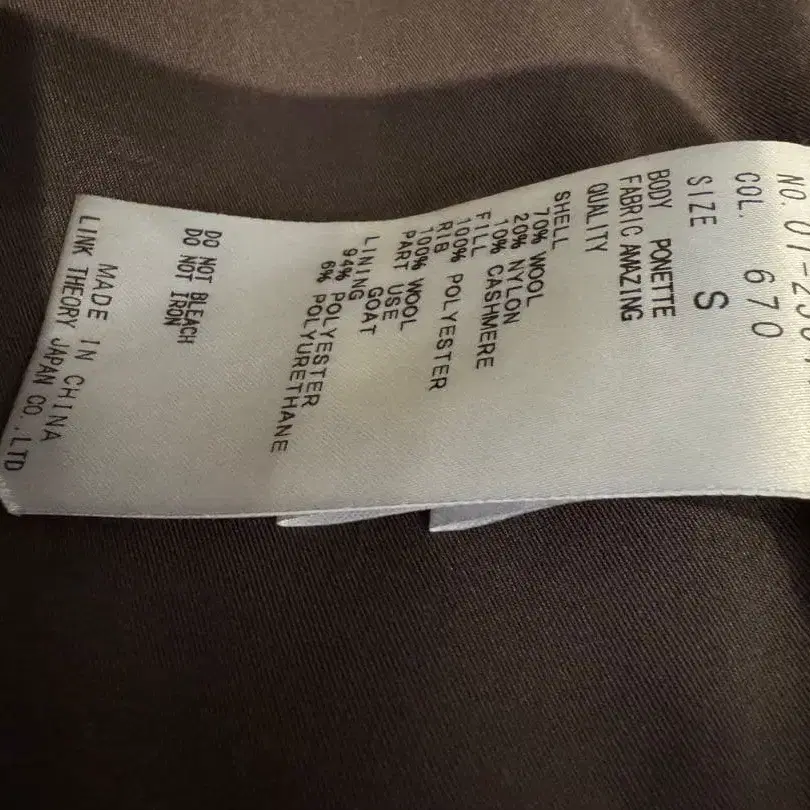 NO. 01-
COL. 670
SIZE S
BODY PONETTE
FABRIC AMAZING
QUALITY
SHELL
70% WOOL
20% NYLON
10% CASHMERE
FILL
100% POLYESTER
RIB
100% WOOL
PART USE
GOAT
LINING
94% POLYESTER
6% POLYURETHANE
DO NOT BLEACH
DO NOT IRON
MADE IN CHINA
LINK THEORY JAPAN CO.,LTD